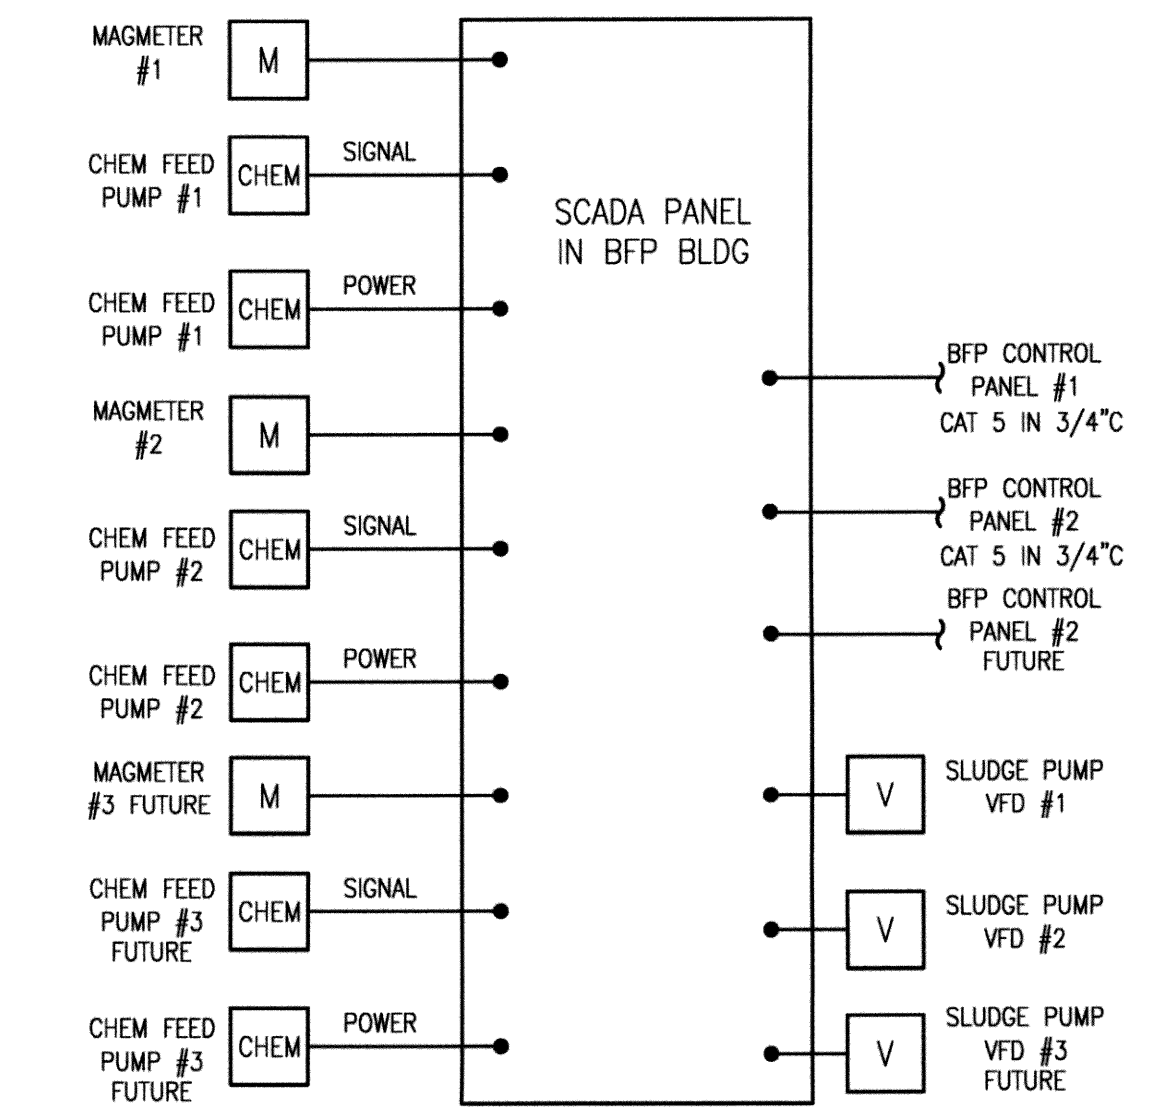 MAGMETER
#1
M
CHEM FEED
PUMP #1
CHEM
SIGNAL
CHEM FEED
PUMP #1
CHEM
POWER
MAGMETER
#2
M
CHEM FEED
PUMP #2
CHEM
SIGNAL
CHEM FEED
PUMP #2
CHEM
POWER
MAGMETER
#3 FUTURE
M
CHEM FEED
PUMP #3
FUTURE
CHEM
SIGNAL
CHEM FEED
PUMP #3
FUTURE
CHEM
POWER
SCADA PANEL
IN BFP BLDG
BFP CONTROL
PANEL #1
CAT 5 IN 3/4"C
BFP CONTROL
PANEL #2
CAT 5 IN 3/4"C
BFP CONTROL
PANEL #2
FUTURE
V
SLUDGE PUMP
VFD #1
V
SLUDGE PUMP
VFD #2
V
SLUDGE PUMP
VFD #3
FUTURE